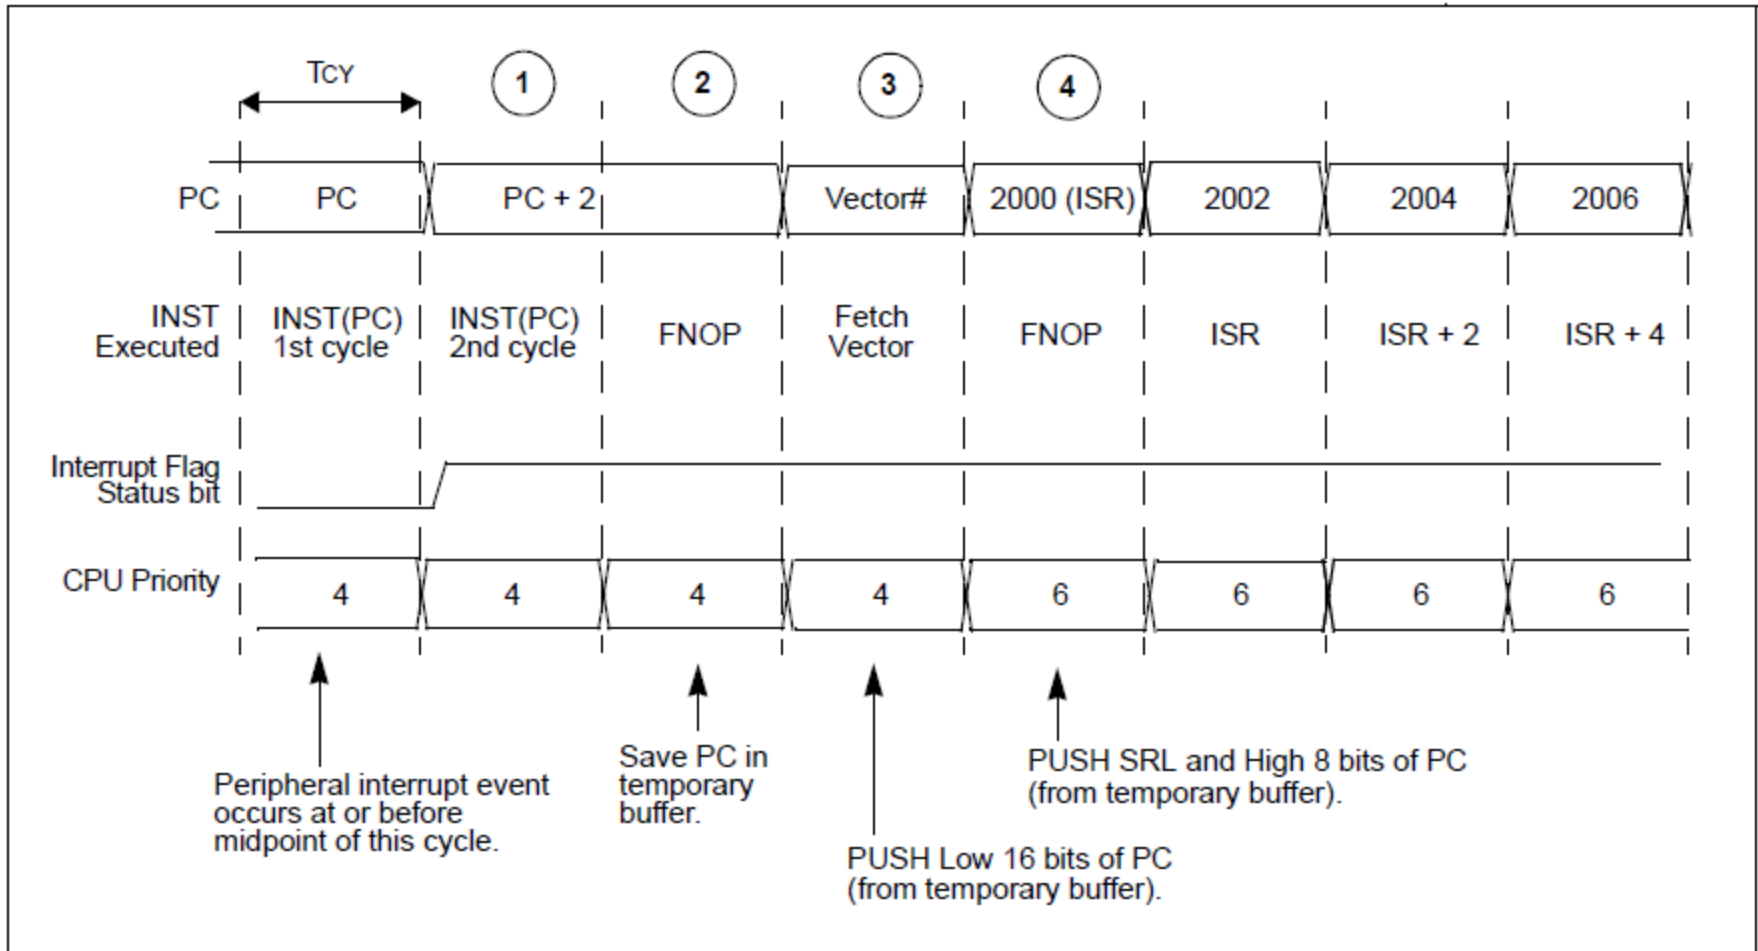 TCY 1 2 3 4
PC PC PC + 2 Vector# 2000 (ISR) 2002 2004 2006
INST
Executed
INST(PC)
1st cycle
INST(PC)
2nd cycle
FNOP
Fetch
Vector
FNOP
ISR
ISR + 2
ISR + 4
Interrupt Flag
Status bit
CPU Priority 4 4 4 4 6 6 6 6
Peripheral interrupt event
occurs at or before
midpoint of this cycle.
Save PC in
temporary
buffer.
PUSH Low 16 bits of PC
(from temporary buffer).
PUSH SRL and High 8 bits of PC
(from temporary buffer).